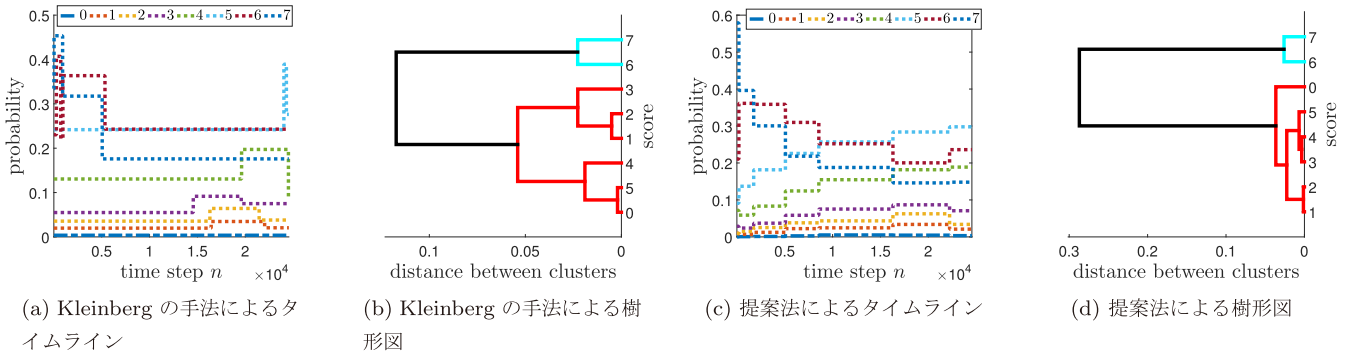 0 1 2 3 4 5 6 7
0.5
0.4
0.3
0.2
0.1
0
probability
0.5 1 1.5 2
time step n ×10⁴
(a) Kleinberg の手法によるタ
イムライン
7
6
3
2
1
4
5
0
score
0.1 0.05 0
distance between clusters
(b) Kleinberg の手法による樹
形図
0 1 2 3 4 5 6 7
0.6
0.5
0.4
0.3
0.2
0.1
0
probability
0.5 1 1.5 2
time step n ×10⁴
(c) 提案法によるタイムライン
7
6
0
5
4
3
2
1
score
0.3 0.2 0.1 0
distance between clusters
(d) 提案法による樹形図